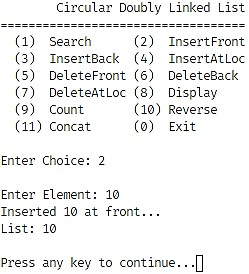 Circular Doubly Linked List
===================================
(1) Search (2) InsertFront
(3) InsertBack (4) InsertAtLoc
(5) DeleteFront (6) DeleteBack
(7) DeleteAtLoc (8) Display
(9) Count (10) Reverse
(11) Concat (0) Exit
Enter Choice: 2
Enter Element: 10
Inserted 10 at front...
List: 10
Press any key to continue...